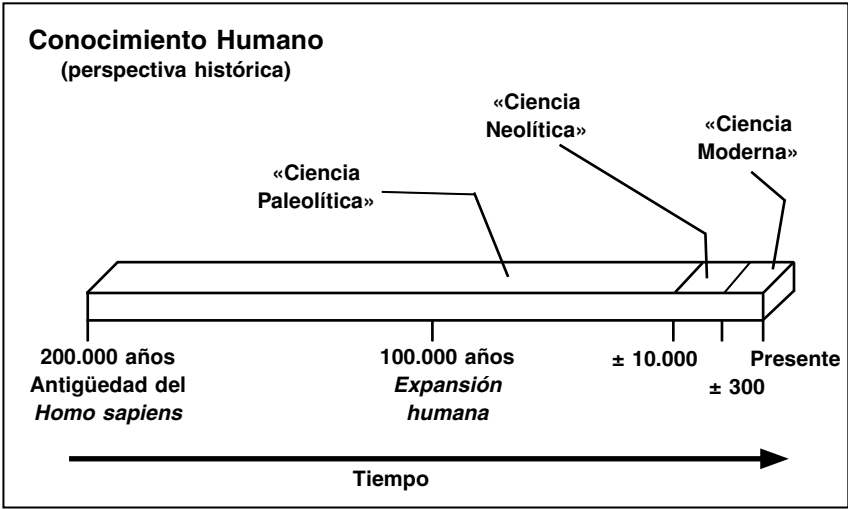 Conocimiento Humano
(perspectiva histórica)
«Ciencia
Neolítica»
«Ciencia
Moderna»
«Ciencia
Paleolítica»
200.000 años
Antigüedad del
Homo sapiens
100.000 años
Expansión
humana
± 10.000
± 300
Presente
Tiempo